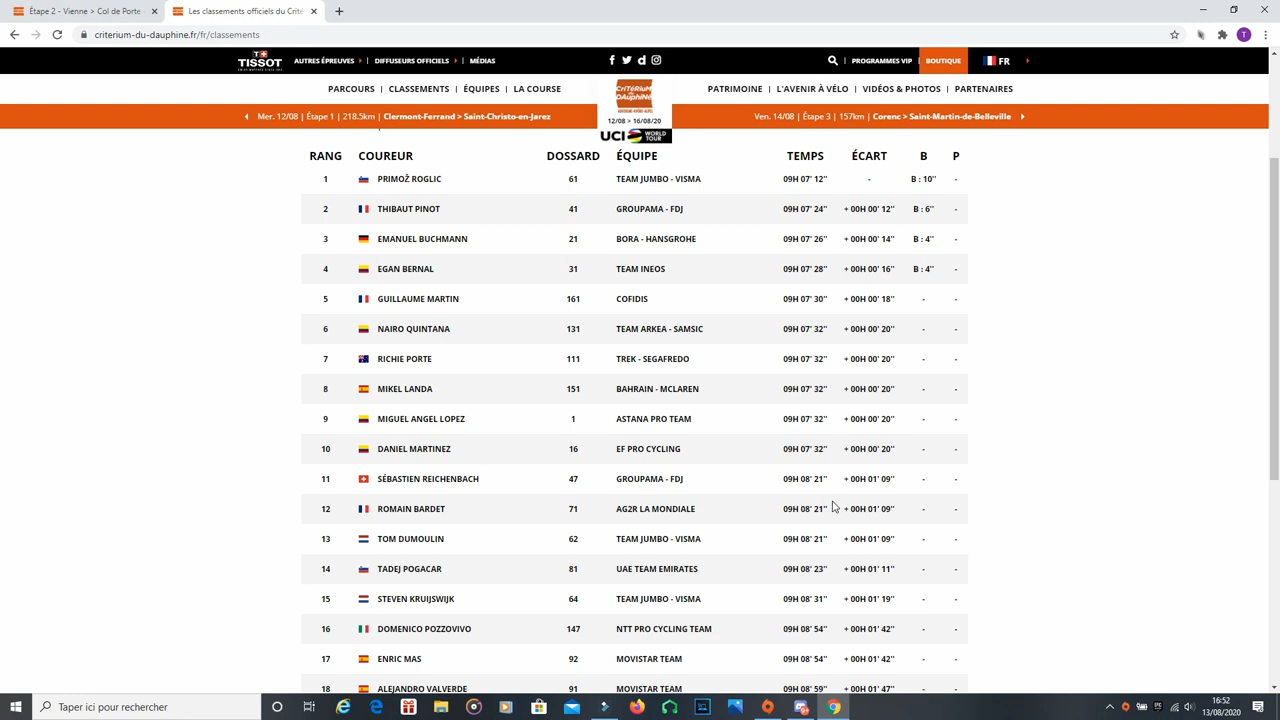 Étape 2 - Vienne > Col de Porte
Les classements officiels du Crité
criterium-du-dauphine.fr/fr/classements
T
TISSOT
AUTRES ÉPREUVES | DIFFUSEURS OFFICIELS | MÉDIAS
PROGRAMMES VIP
BOUTIQUE
FR
PARCOURS | CLASSEMENTS | ÉQUIPES | LA COURSE
CRITÉRIUM DU DAUPHINÉ
PATRIMOINE | L'AVENIR À VÉLO | VIDÉOS & PHOTOS | PARTENAIRES
Mer. 12/08 | Étape 1 | 218.5km | Clermont-Ferrand > Saint-Christo-en-Jarez
12/08 > 16/08/20
Ven. 14/08 | Étape 3 | 157km | Corenc > Saint-Martin-de-Belleville
UCI WORLD TOUR
RANG COUREUR DOSSARD ÉQUIPE TEMPS ÉCART B P
1 PRIMOŽ ROGLIC 61 TEAM JUMBO - VISMA 09H 07' 12'' - B : 10'' -
2 THIBAUT PINOT 41 GROUPAMA - FDJ 09H 07' 24'' + 00H 00' 12'' B : 6'' -
3 EMANUEL BUCHMANN 21 BORA - HANSGROHE 09H 07' 26'' + 00H 00' 14'' B : 4'' -
4 EGAN BERNAL 31 TEAM INEOS 09H 07' 28'' + 00H 00' 16'' B : 4'' -
5 GUILLAUME MARTIN 161 COFIDIS 09H 07' 30'' + 00H 00' 18'' - -
6 NAIRO QUINTANA 131 TEAM ARKEA - SAMSIC 09H 07' 32'' + 00H 00' 20'' - -
7 RICHIE PORTE 111 TREK - SEGAFREDO 09H 07' 32'' + 00H 00' 20'' - -
8 MIKEL LANDA 151 BAHRAIN - MCLAREN 09H 07' 32'' + 00H 00' 20'' - -
9 MIGUEL ANGEL LOPEZ 1 ASTANA PRO TEAM 09H 07' 32'' + 00H 00' 20'' - -
10 DANIEL MARTINEZ 16 EF PRO CYCLING 09H 07' 32'' + 00H 00' 20'' - -
11 SÉBASTIEN REICHENBACH 47 GROUPAMA - FDJ 09H 08' 21'' + 00H 01' 09'' - -
12 ROMAIN BARDET 71 AG2R LA MONDIALE 09H 08' 21'' + 00H 01' 09'' - -
13 TOM DUMOULIN 62 TEAM JUMBO - VISMA 09H 08' 21'' + 00H 01' 09'' - -
14 TADEJ POGACAR 81 UAE TEAM EMIRATES 09H 08' 23'' + 00H 01' 11'' - -
15 STEVEN KRUIJSWIJK 64 TEAM JUMBO - VISMA 09H 08' 31'' + 00H 01' 19'' - -
16 DOMENICO POZZOVIVO 147 NTT PRO CYCLING TEAM 09H 08' 54'' + 00H 01' 42'' - -
17 ENRIC MAS 92 MOVISTAR TEAM 09H 08' 54'' + 00H 01' 42'' - -
18 ALEJANDRO VALVERDE 91 MOVISTAR TEAM 09H 08' 59'' + 00H 01' 47'' - -
Taper ici pour rechercher
16:52
13/08/2020